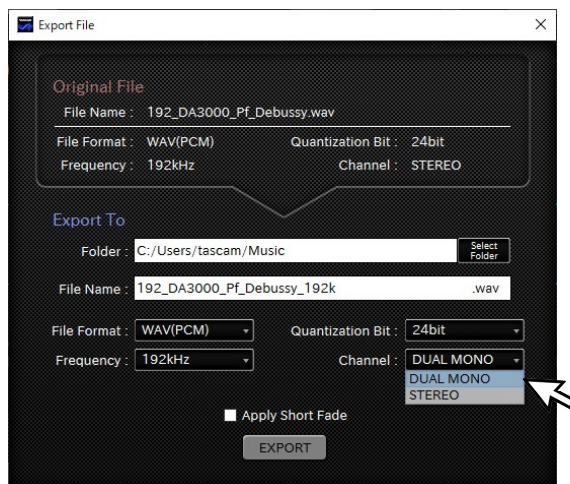 Export File
Original File
File Name : 192_DA3000_Pf_Debussy.wav
File Format : WAV(PCM) Quantization Bit : 24bit
Frequency : 192kHz Channel : STEREO
Export To
Folder : C:/Users/tascam/Music Select Folder
File Name : 192_DA3000_Pf_Debussy_192k .wav
File Format : WAV(PCM) Quantization Bit : 24bit
Frequency : 192kHz Channel : DUAL MONO
DUAL MONO
STEREO
Apply Short Fade
EXPORT